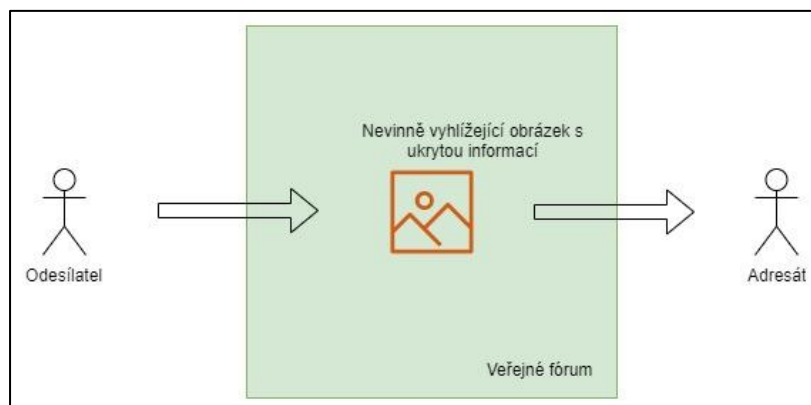 Nevinně vyhlížející obrázek s
ukrytou informací
Odesílatel
Adresát
Veřejné fórum